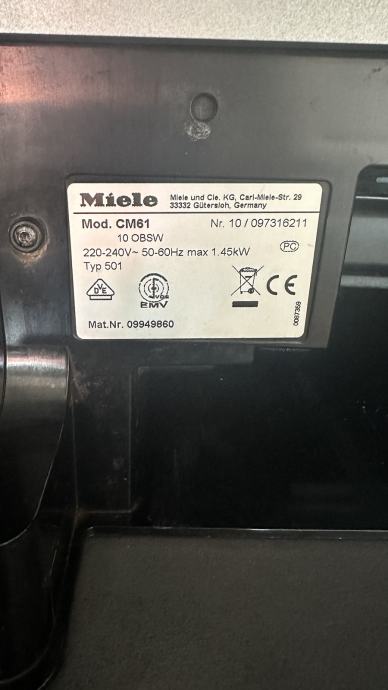 Miele
Miele und Cie. KG, Carl-Miele-Str. 29
33332 Gütersloh, Germany
Mod. CM61
Nr. 10 / 097316211
10 OBSW
220-240V~ 50-60Hz max 1.45kW
PC
Typ 501
VDE
VDE
EMV
CE
Mat.Nr. 09949860
0087359